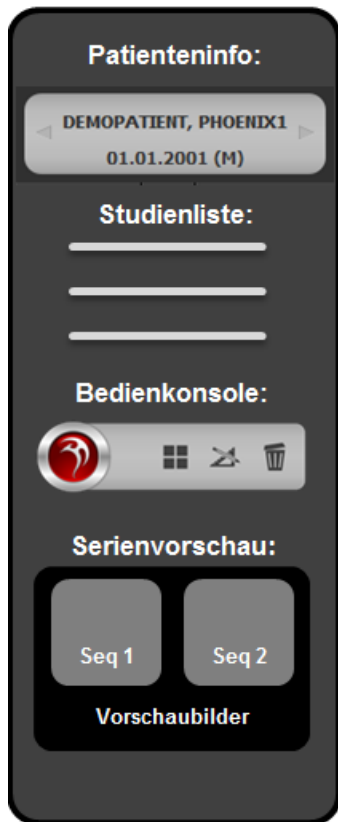 Patienteninfo:
DEMOPATIENT, PHOENIX1
01.01.2001 (M)
Studienliste:
Bedienkonsole:
Serienvorschau:
Seq 1 Seq 2
Vorschaubilder